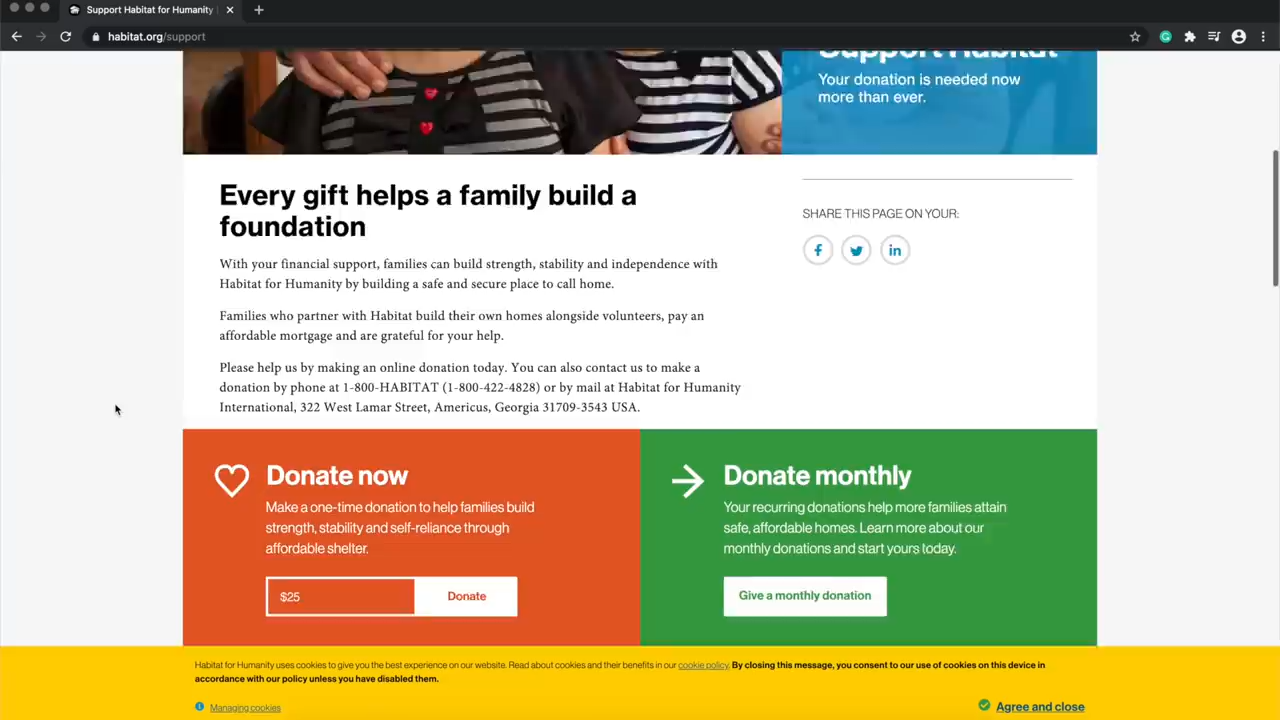 Support Habitat for Humanity
habitat.org/support
Support Habitat
Your donation is needed now
more than ever.
Every gift helps a family build a
foundation
With your financial support, families can build strength, stability and independence with
Habitat for Humanity by building a safe and secure place to call home.
Families who partner with Habitat build their own homes alongside volunteers, pay an
affordable mortgage and are grateful for your help.
Please help us by making an online donation today. You can also contact us to make a
donation by phone at 1-800-HABITAT (1-800-422-4828) or by mail at Habitat for Humanity
International, 322 West Lamar Street, Americus, Georgia 31709-3543 USA.
SHARE THIS PAGE ON YOUR:
Donate now
Make a one-time donation to help families build
strength, stability and self-reliance through
affordable shelter.
$25
Donate
Donate monthly
Your recurring donations help more families attain
safe, affordable homes. Learn more about our
monthly donations and start yours today.
Give a monthly donation
Habitat for Humanity uses cookies to give you the best experience on our website. Read about cookies and their benefits in our cookie policy. By closing this message, you consent to our use of cookies on this device in
accordance with our policy unless you have disabled them.
Managing cookies
Agree and close